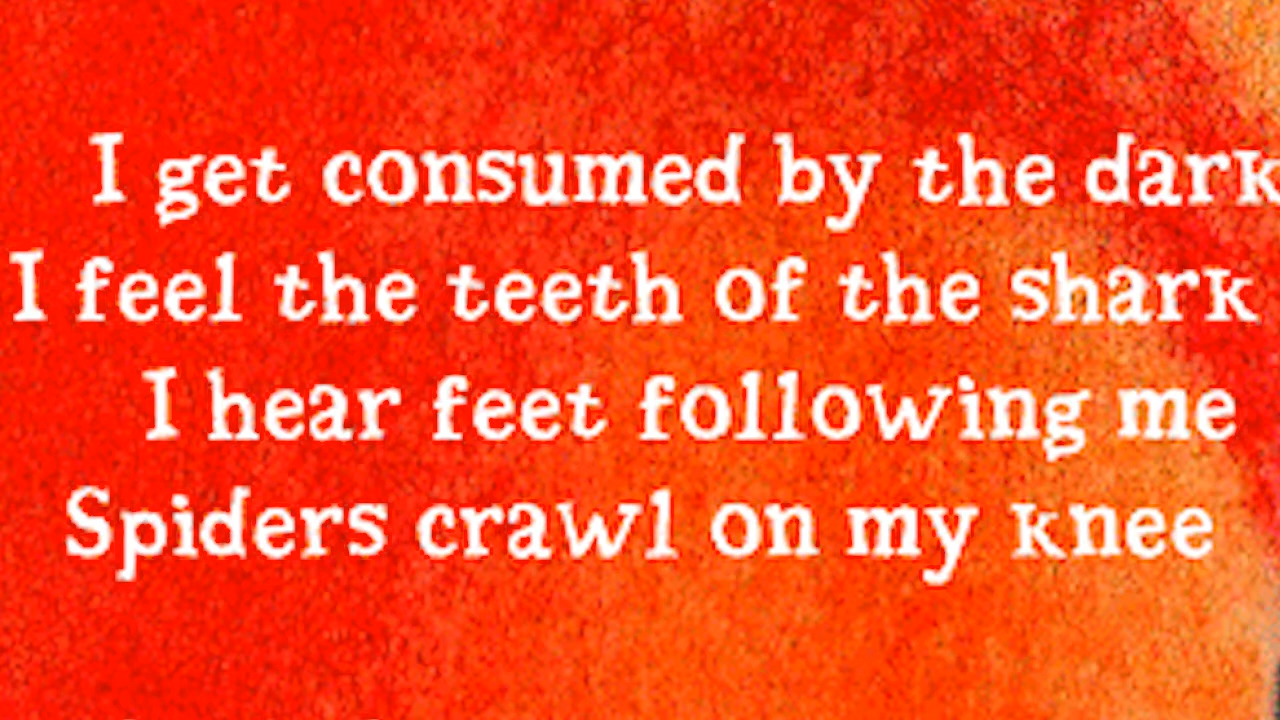 I get consumed by the dark
I feel the teeth of the shark
I hear feet following me
Spiders crawl on my knee